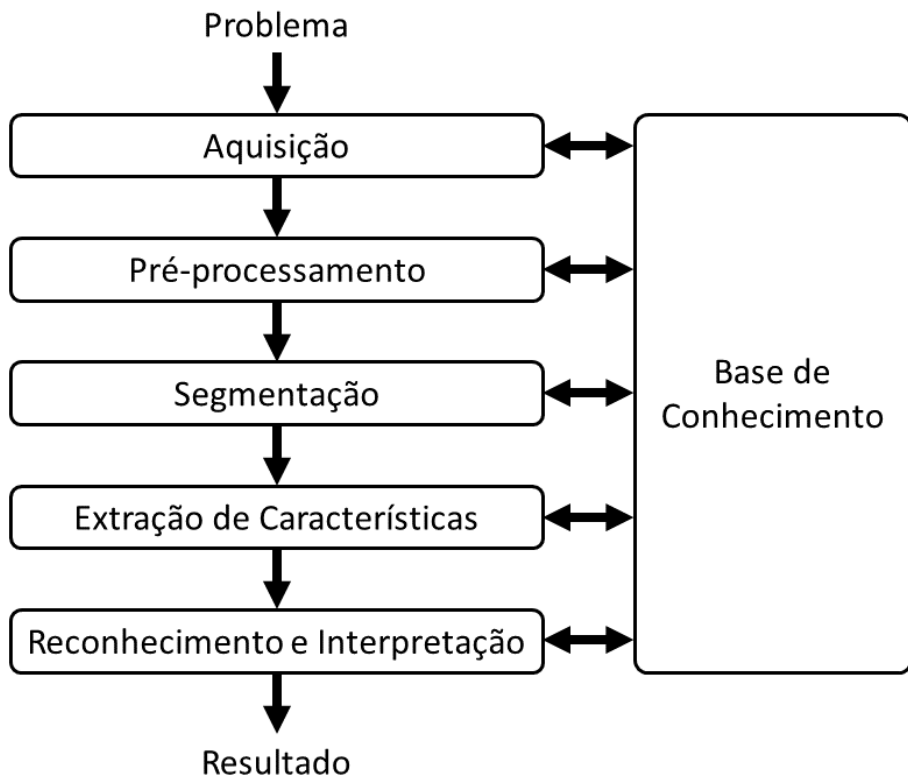 Problema
Aquisição
Pré-processamento
Segmentação
Extração de Características
Reconhecimento e Interpretação
Resultado
Base de
Conhecimento